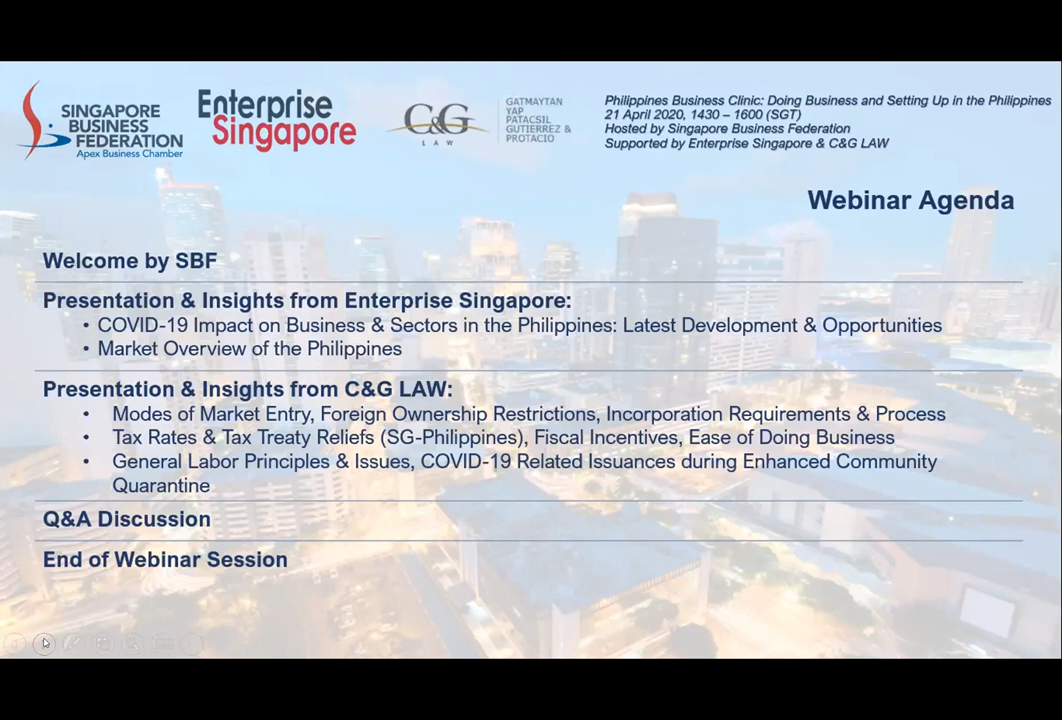 SINGAPORE
BUSINESS
FEDERATION
Apex Business Chamber
Enterprise
Singapore
C&G
LAW
GATMAYTAN
YAP
PATACSIL
GUTIERREZ &
PROTACIO
Philippines Business Clinic: Doing Business and Setting Up in the Philippines
21 April 2020, 1430 – 1600 (SGT)
Hosted by Singapore Business Federation
Supported by Enterprise Singapore & C&G LAW
Webinar Agenda
Welcome by SBF
Presentation & Insights from Enterprise Singapore:
• COVID-19 Impact on Business & Sectors in the Philippines: Latest Development & Opportunities
• Market Overview of the Philippines
Presentation & Insights from C&G LAW:
• Modes of Market Entry, Foreign Ownership Restrictions, Incorporation Requirements & Process
• Tax Rates & Tax Treaty Reliefs (SG-Philippines), Fiscal Incentives, Ease of Doing Business
• General Labor Principles & Issues, COVID-19 Related Issuances during Enhanced Community
Quarantine
Q&A Discussion
End of Webinar Session